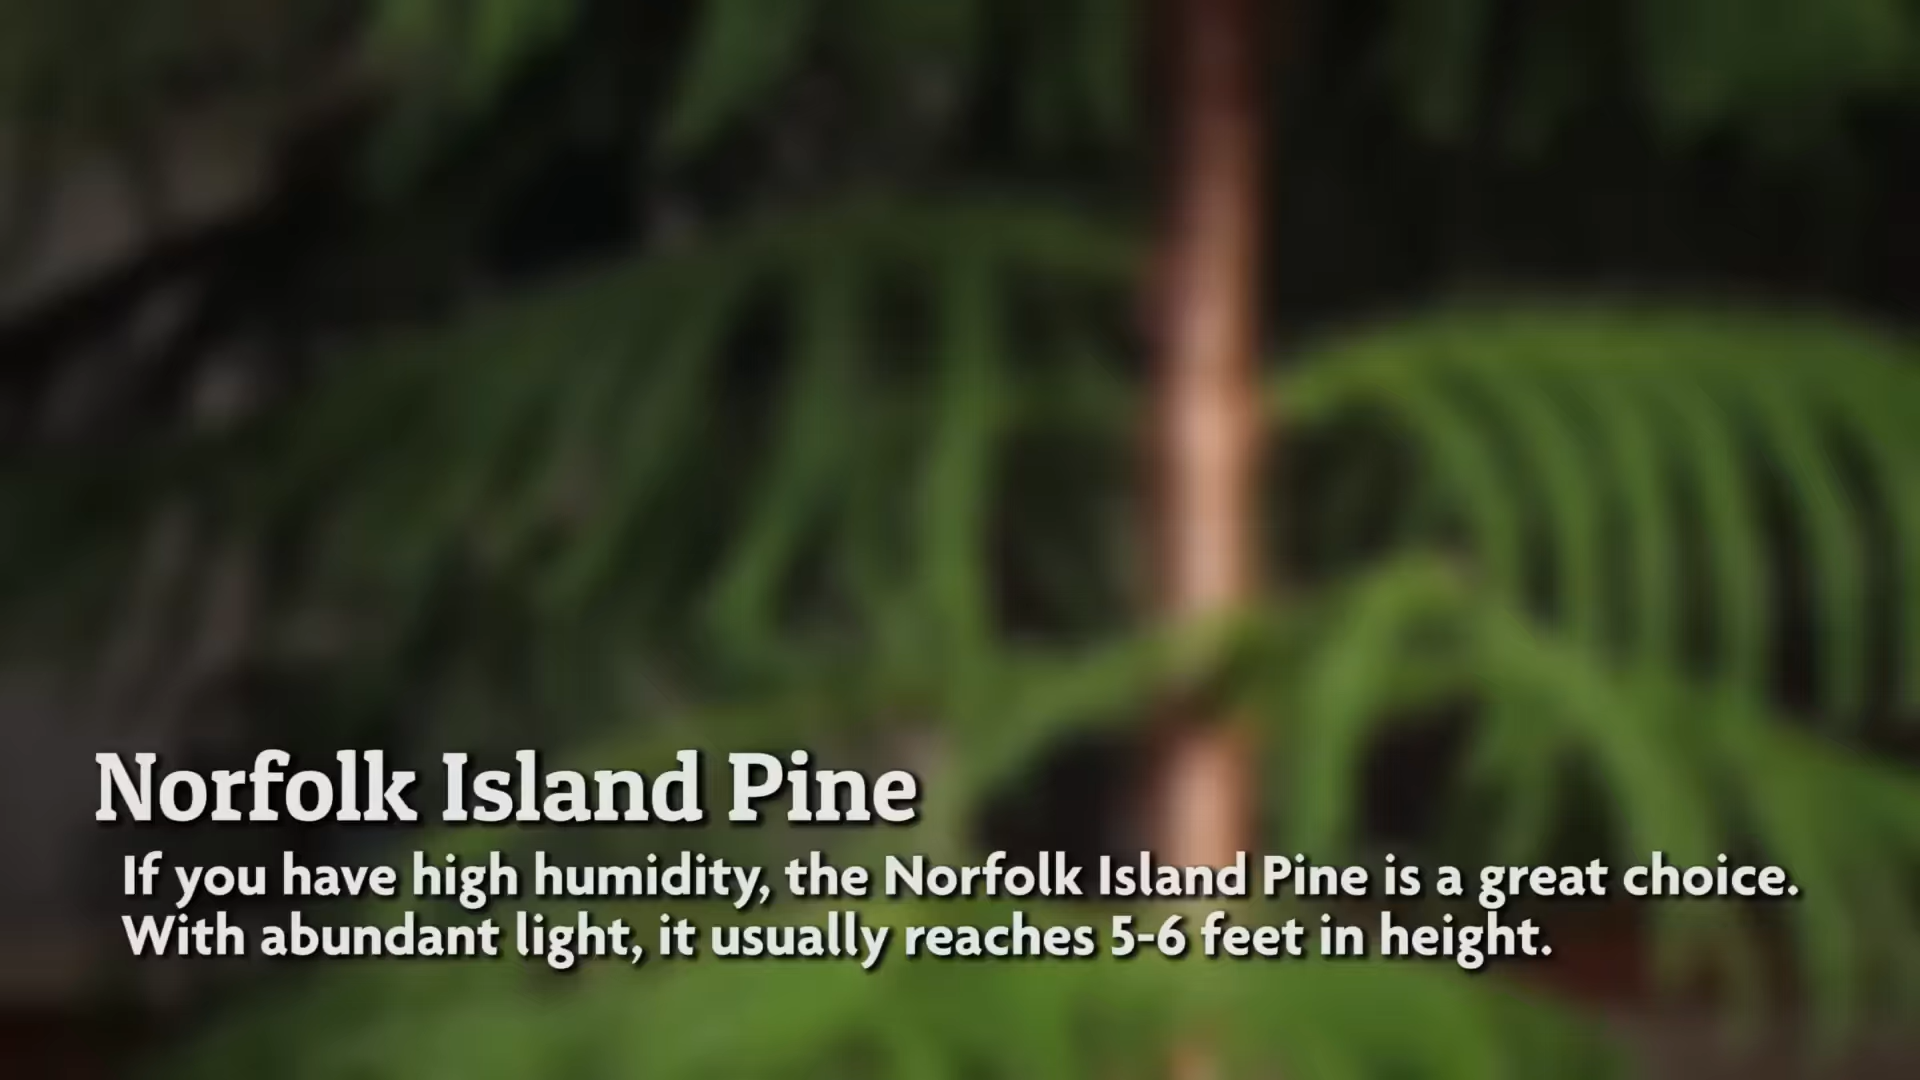 Norfolk Island Pine
If you have high humidity, the Norfolk Island Pine is a great choice.
With abundant light, it usually reaches 5-6 feet in height.